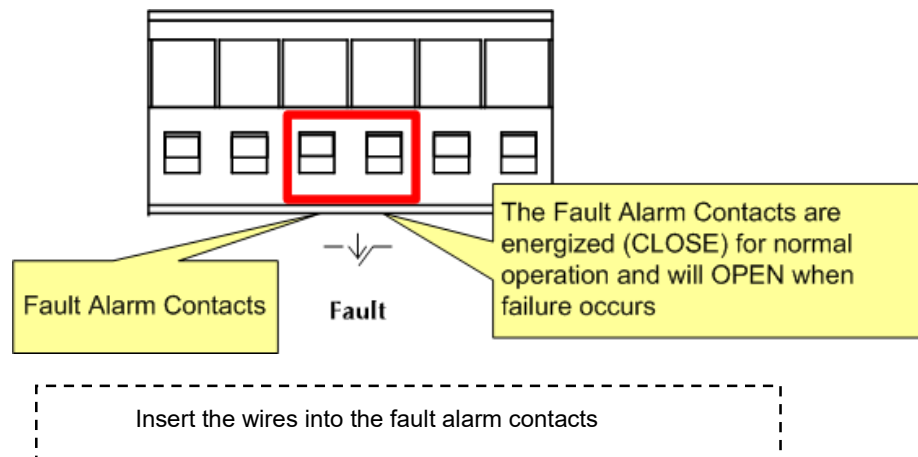 Fault Alarm Contacts
Fault
The Fault Alarm Contacts are
energized (CLOSE) for normal
operation and will OPEN when
failure occurs
Insert the wires into the fault alarm contacts